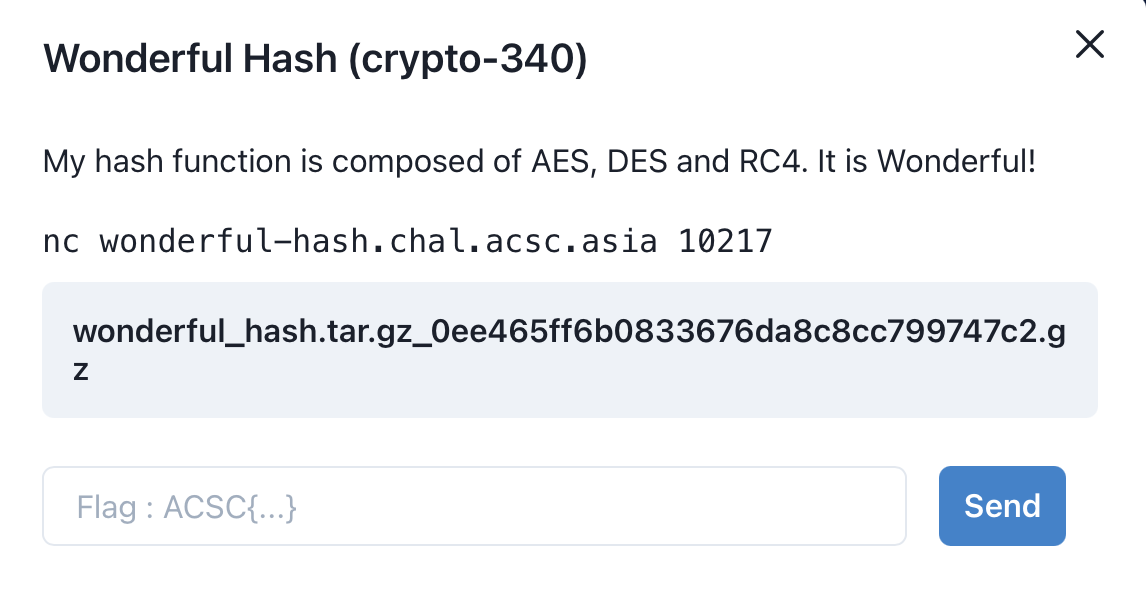 Wonderful Hash (crypto-340)
My hash function is composed of AES, DES and RC4. It is Wonderful!
nc wonderful-hash.chal.acsc.asia 10217
wonderful_hash.tar.gz_0ee465ff6b0833676da8c8cc799747c2.g
z
Flag : ACSC{...}
Send